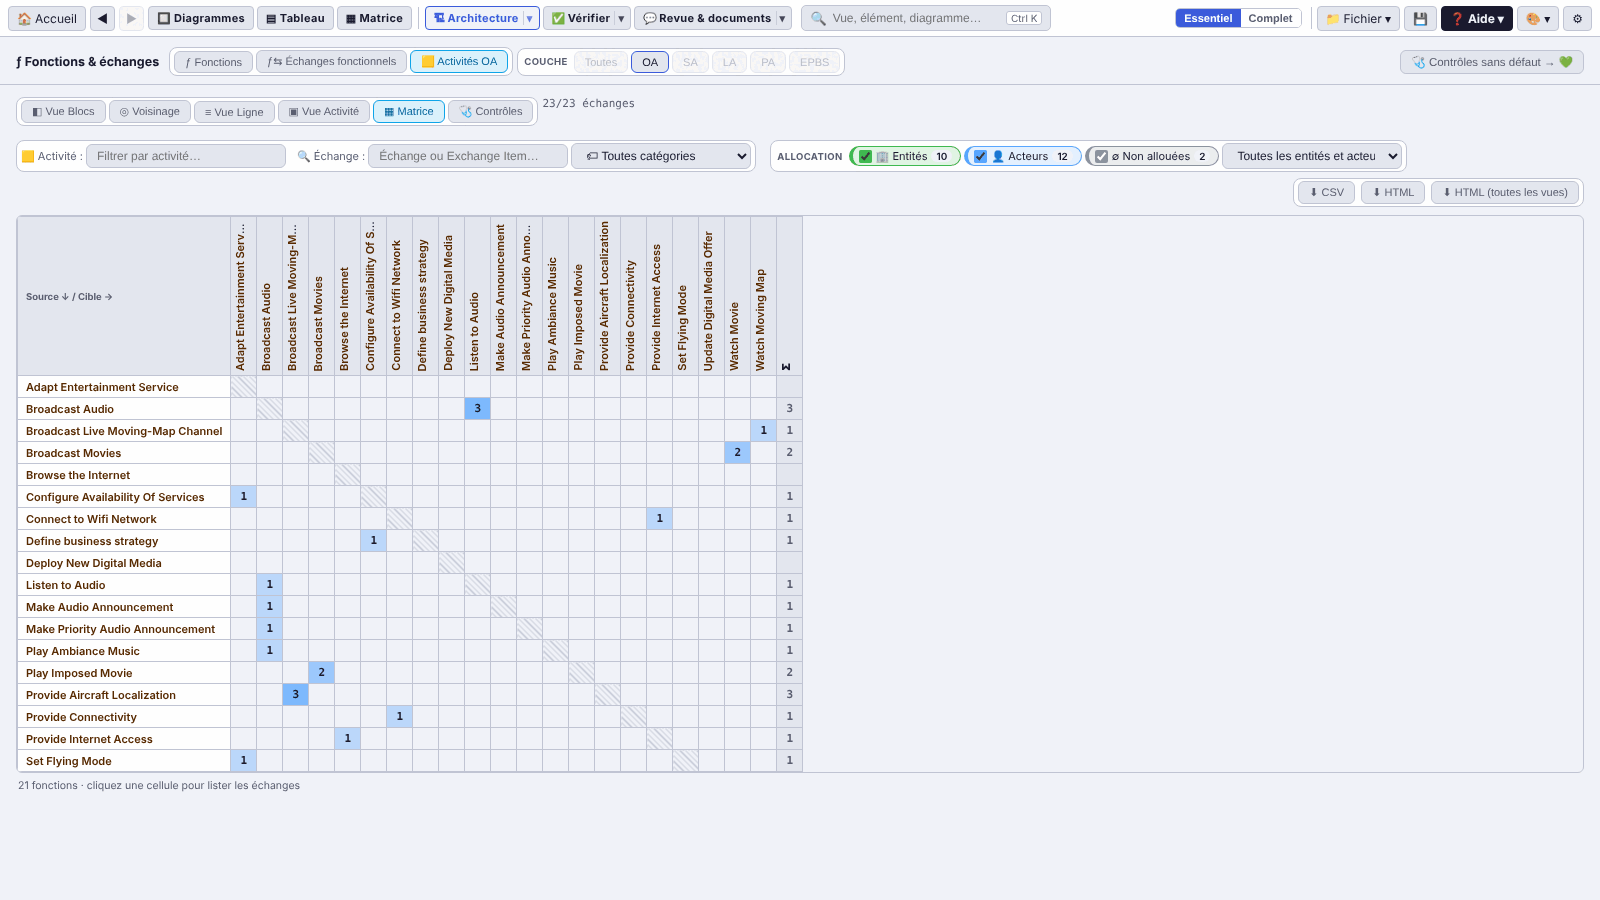 🏠 Accueil ◀ ▶ 🔲 Diagrammes ▤ Tableau ▦ Matrice 🏗 Architecture ▾ ✅ Vérifier ▾ 💬 Revue & documents ▾ 🔍 Vue, élément, diagramme… Ctrl K Essentiel Complet 📁 Fichier ▾ 💾 ❓ Aide ▾ 🎨 ▾ ⚙
ƒ Fonctions & échanges ƒ Fonctions ƒ⇆ Échanges fonctionnels 🟨 Activités OA COUCHE Toutes OA SA LA PA EPBS 🩺 Contrôles sans défaut → 💚
◧ Vue Blocs ◎ Voisinage ≡ Vue Ligne ▣ Vue Activité ▦ Matrice 🩺 Contrôles 23/23 échanges
🟨 Activité : Filtrer par activité… 🔍 Échange : Échange ou Exchange Item… 🏷 Toutes catégories ALLOCATION 🏢 Entités 10 👤 Acteurs 12 ⌀ Non allouées 2 Toutes les entités et acteu
⬇ CSV ⬇ HTML ⬇ HTML (toutes les vues)
Source ↓ / Cible →
Adapt Entertainment Serv…
Broadcast Audio
Broadcast Live Moving-M…
Broadcast Movies
Browse the Internet
Configure Availability Of S…
Connect to Wifi Network
Define business strategy
Deploy New Digital Media
Listen to Audio
Make Audio Announcement
Make Priority Audio Anno…
Play Ambiance Music
Play Imposed Movie
Provide Aircraft Localization
Provide Connectivity
Provide Internet Access
Set Flying Mode
Update Digital Media Offer
Watch Movie
Watch Moving Map
Σ
Adapt Entertainment Service
Broadcast Audio 3 3
Broadcast Live Moving-Map Channel 1 1
Broadcast Movies 2 2
Browse the Internet
Configure Availability Of Services 1 1
Connect to Wifi Network 1 1
Define business strategy 1 1
Deploy New Digital Media
Listen to Audio 1 1
Make Audio Announcement 1 1
Make Priority Audio Announcement 1 1
Play Ambiance Music 1 1
Play Imposed Movie 2 2
Provide Aircraft Localization 3 3
Provide Connectivity 1 1
Provide Internet Access 1 1
Set Flying Mode 1 1
21 fonctions · cliquez une cellule pour lister les échanges